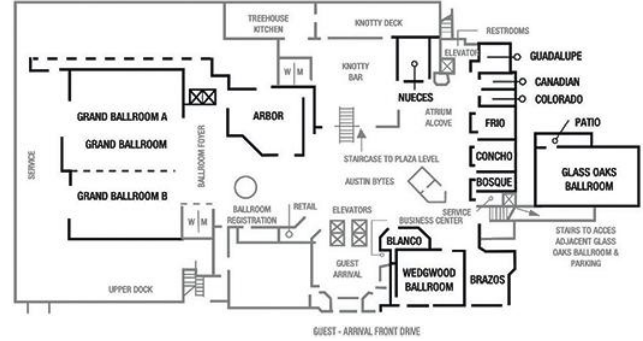 TREEHOUSE
KITCHEN
KNOTTY DECK
RESTROOMS
ELEVATOR
GUADALUPE
KNOTTY
BAR
W M
NUECES
CANADIAN
COLORADO
GRAND BALLROOM A
ARBOR
ATRIUM
ALCOVE
FRIO
PATIO
GRAND BALLROOM
SERVICE
BALLROOM FOYER
STAIRCASE TO PLAZA LEVEL
CONCHO
GLASS OAKS
BALLROOM
GRAND BALLROOM B
AUSTIN BYTES
BOSQUE
BALLROOM
REGISTRATION
RETAIL
ELEVATORS
SERVICE
BUSINESS CENTER
W M
STAIRS TO ACCES
ADJACENT GLASS
OAKS BALLROOM &
PARKING
BLANCO
GUEST
ARRIVAL
WEDGWOOD
BALLROOM
BRAZOS
UPPER DOCK
GUEST - ARRIVAL FRONT DRIVE